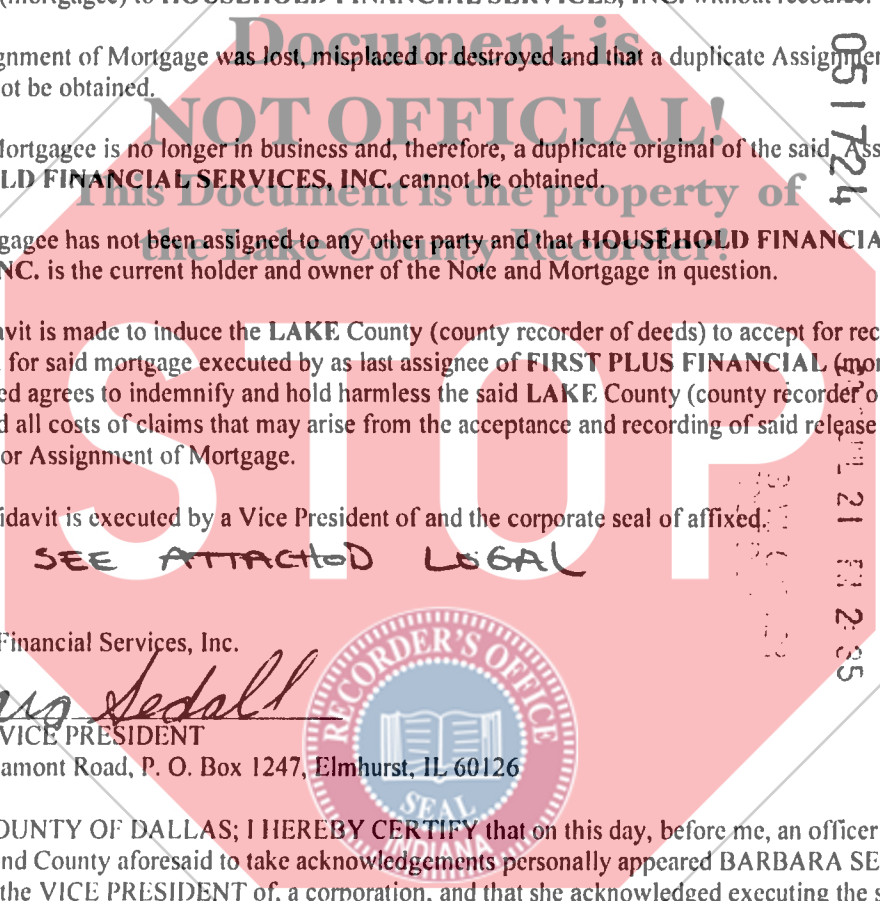 (mortgagee) to HOUSEHOLD FINANCIAL SERVICES, INC. without
gnment of Mortgage was lost, misplaced or destroyed and that a duplicate Assignmen
ot be obtained.
ortgagee is no longer in business and, therefore, a duplicate original of the said Ass
LD FINANCIAL SERVICES, INC. cannot be obtained.
gagee has not been assigned to any other party and that HOUSEHOLD FINANCIA
NC. is the current holder and owner of the Note and Mortgage in question.
avit is made to induce the LAKE County (county recorder of deeds) to accept for rec
for said mortgage executed by as last assignee of FIRST PLUS FINANCIAL (mor
ed agrees to indemnify and hold harmless the said LAKE County (county recorder o
d all costs of claims that may arise from the acceptance and recording of said release
or Assignment of Mortgage.
fidavit is executed by a Vice President of and the corporate seal of affixed.
SEE ATTACHOD LEGAL
Financial Services, Inc.
Sedall
VICE PRESIDENT
amont Road, P. O. Box 1247, Elmhurst, IL 60126
OUNTY OF DALLAS; I HEREBY CERTIFY that on this day, before me, an officer
nd County aforesaid to take acknowledgements personally appeared BARBARA SE
the VICE PRESIDENT of, a corporation, and that she acknowledged executing the s
Document is
NOT OFFICIAL!
This Document is the property of
the Lake County Recorder!
STOP
RECORDER'S OFFICE
SEAL
INDIANA
051724
21 2:35